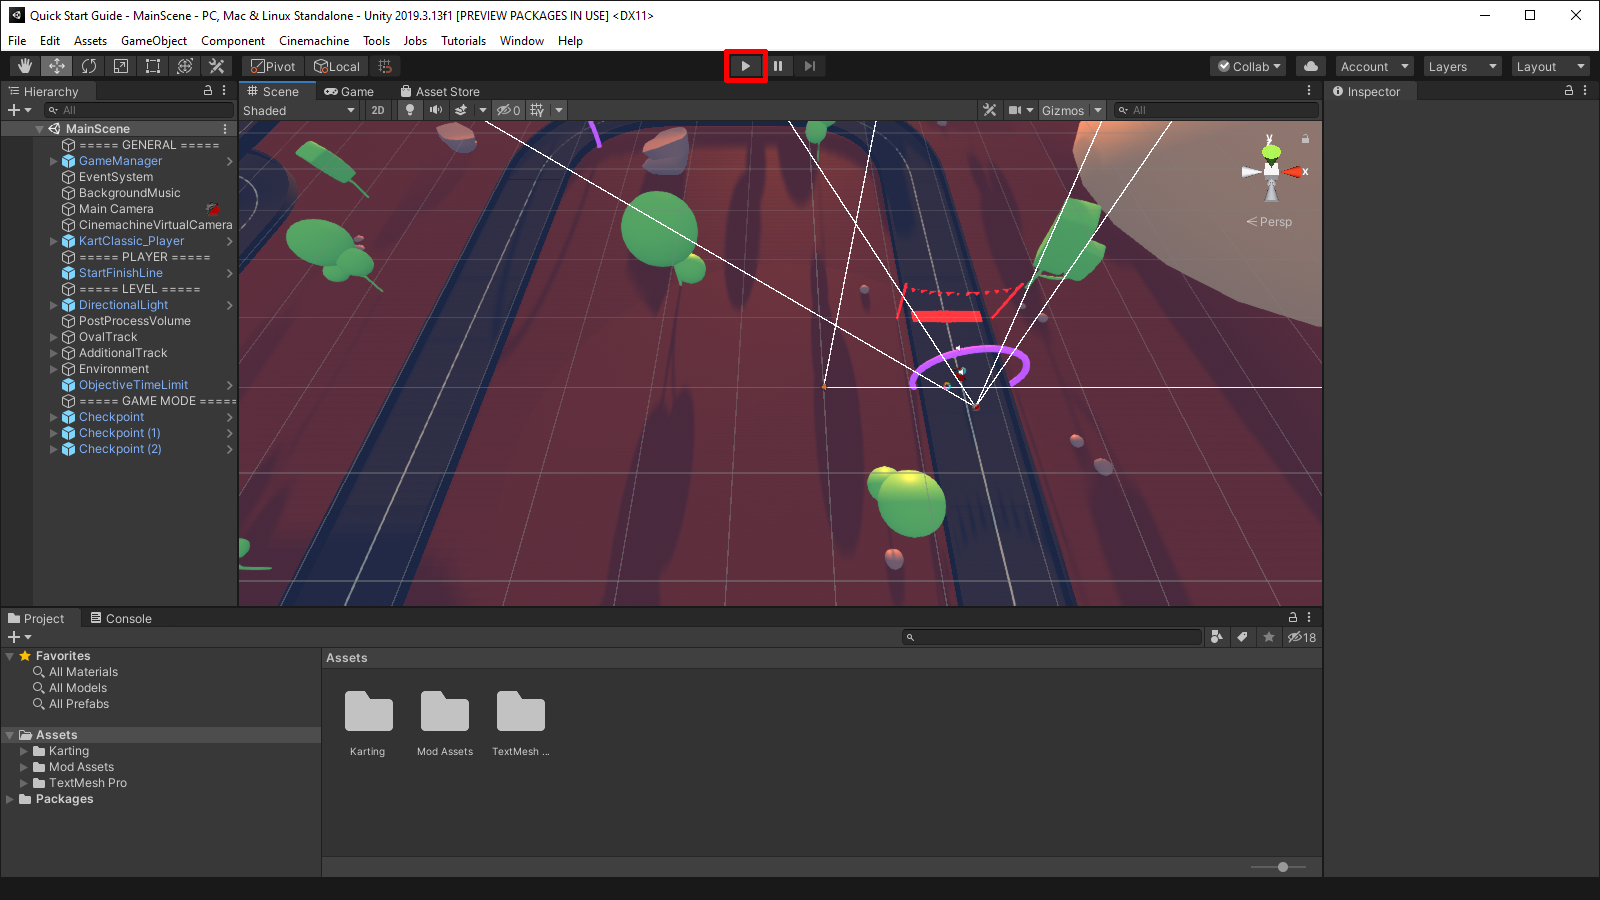 Quick Start Guide - MainScene - PC, Mac & Linux Standalone - Unity 2019.3.13f1 [PREVIEW PACKAGES IN USE] <DX11>
File Edit Assets GameObject Component Cinemachine Tools Jobs Tutorials Window Help
Pivot Local Collab Account Layers Layout
Hierarchy
Scene Game Asset Store
Inspector
All
Shaded 2D 0 Gizmos All
MainScene
===== GENERAL =====
GameManager
EventSystem
BackgroundMusic
Main Camera
CinemachineVirtualCamera
KartClassic_Player
===== PLAYER =====
StartFinishLine
===== LEVEL =====
DirectionalLight
PostProcessVolume
OvalTrack
AdditionalTrack
Environment
ObjectiveTimeLimit
===== GAME MODE =====
Checkpoint
Checkpoint (1)
Checkpoint (2)
y
x
Persp
Project Console
18
Favorites
All Materials
All Models
All Prefabs
Assets
Karting
Mod Assets
TextMesh Pro
Packages
Assets
Karting Mod Assets TextMesh ...